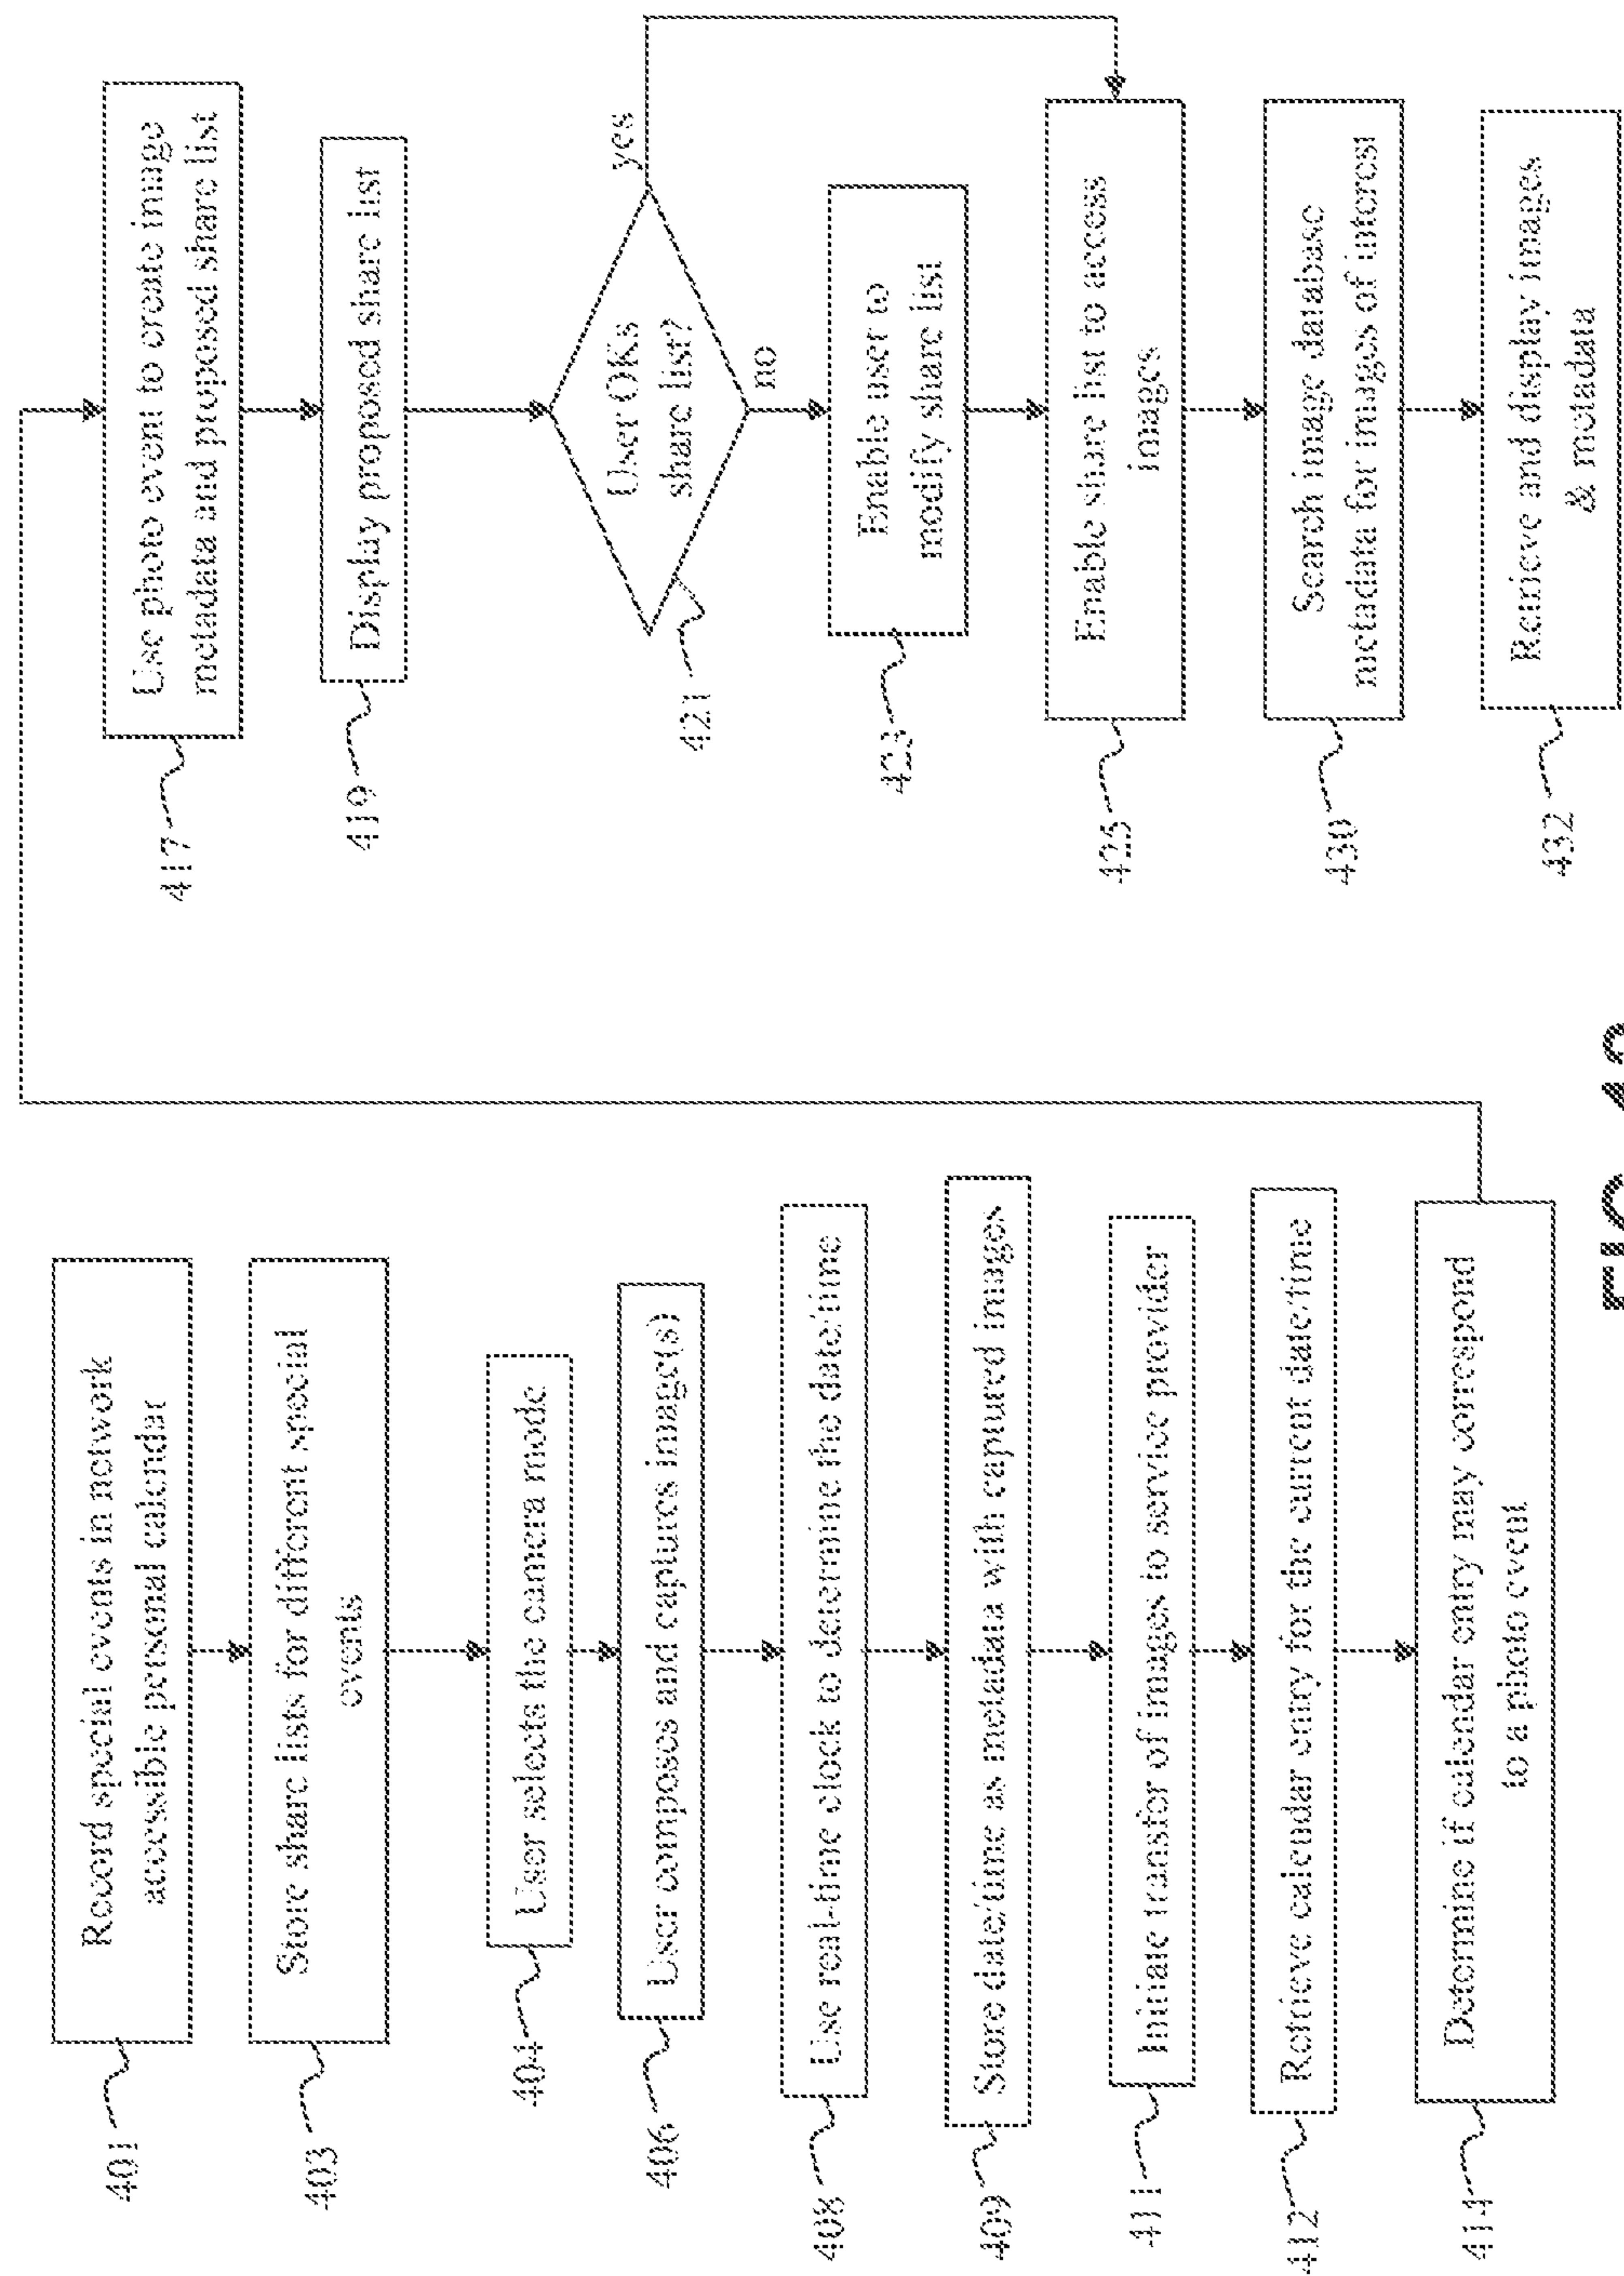 401
Record special events in network
accessible personal calendar
403
Store share lists for different special
events
404
User selects the camera mode
406
User composes and captures image(s)
408
Use real-time clock to determine the date/time
409
Store date/time as metadata with captured images
411
Initiate transfer of images to service provider
412
Retrieve calendar entry for the current date/time
414
Determine if calendar entry may correspond
to a photo event
417
Use photo event to create image
metadata and proposed share list
419
Display proposed share list
421
User OKs
share list?
yes
no
423
Enable user to
modify share list
425
Enable share list to access
images
430
Search image database
metadata for images of interest
432
Retrieve and display images
& metadata